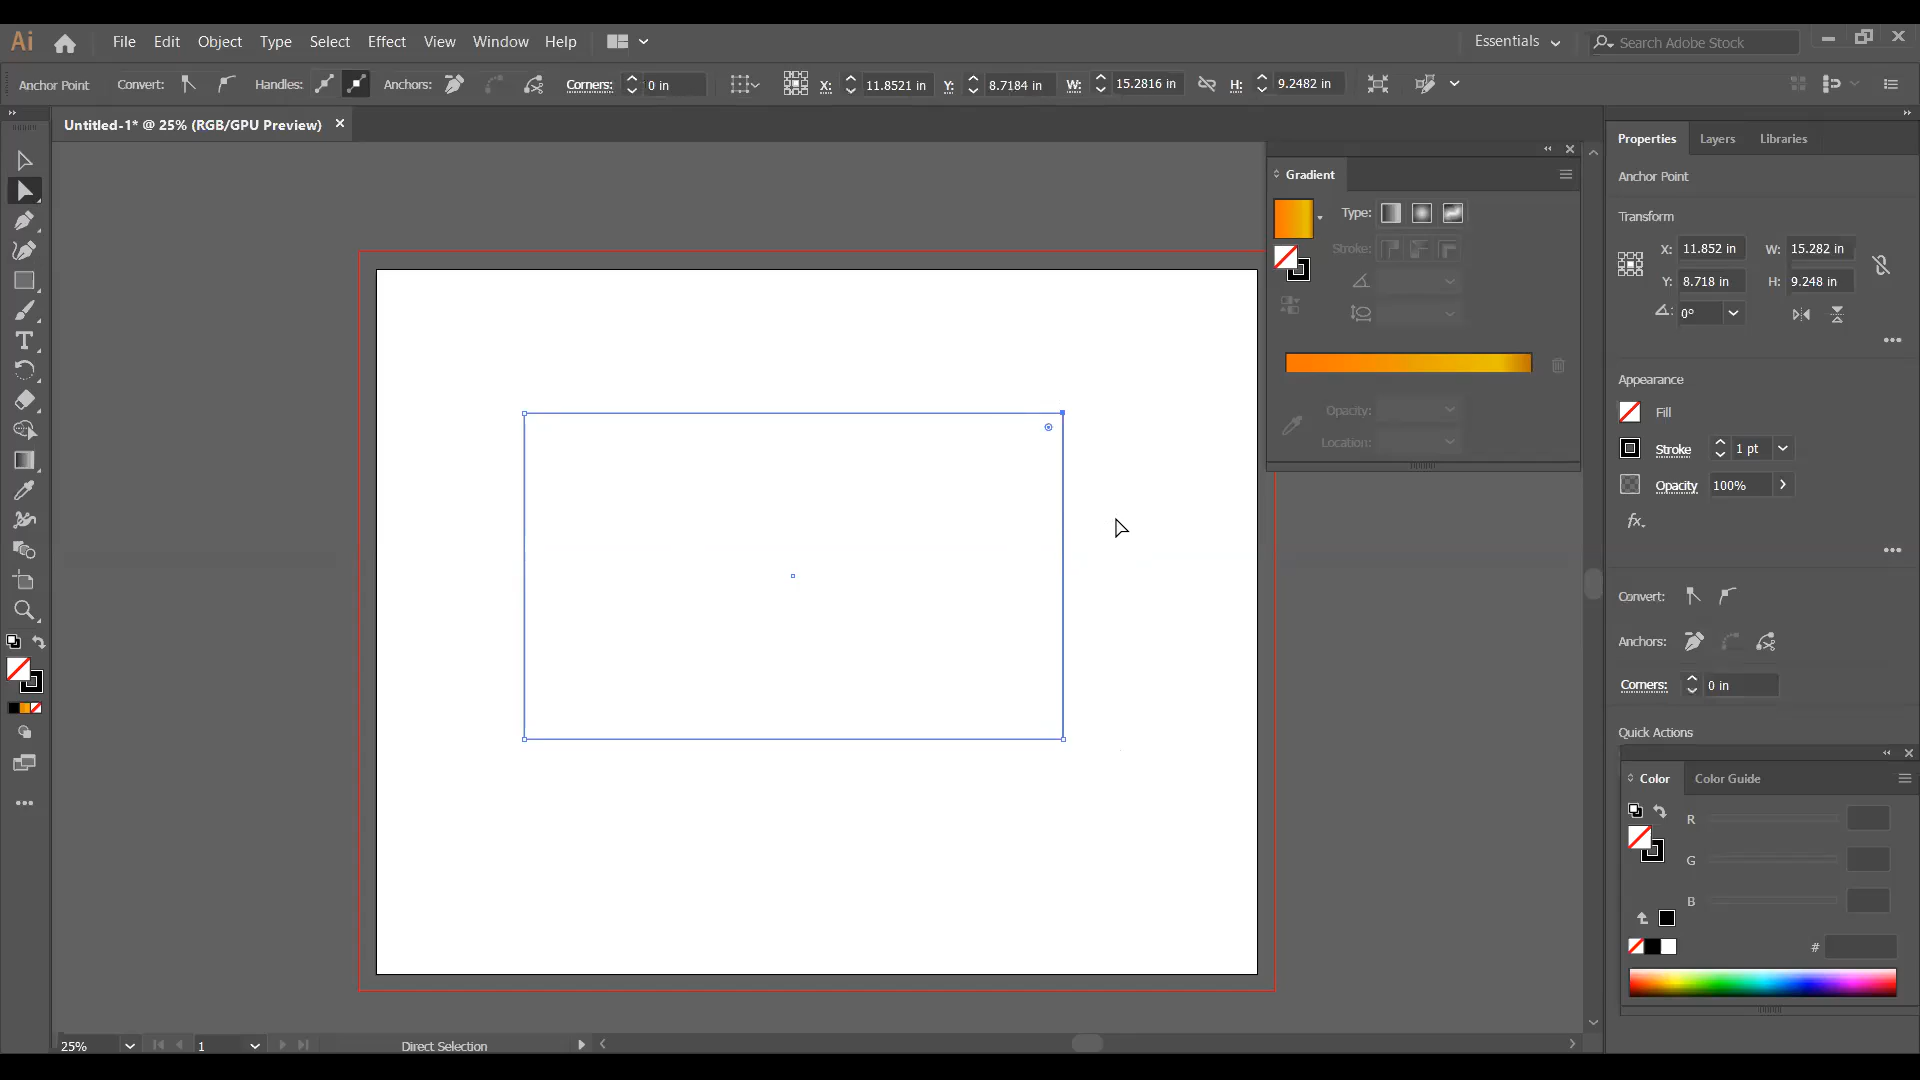 Ai File Edit Object Type Select Effect View Window Help Essentials Search Adobe Stock
Anchor Point Convert: Handles: Anchors: Corners: 0 in X: 11.8521 in Y: 8.7184 in W: 15.2816 in H: 9.2482 in
Untitled-1* @ 25% (RGB/GPU Preview)
Gradient
Type:
Stroke:
Opacity:
Location:
Properties Layers Libraries
Anchor Point
Transform
X: 11.852 in W: 15.282 in
Y: 8.718 in H: 9.248 in
0°
Appearance
Fill
Stroke 1 pt
Opacity 100%
fx.
Convert:
Anchors:
Corners: 0 in
Quick Actions
Color Color Guide
R
G
B
#
25% 1 Direct Selection